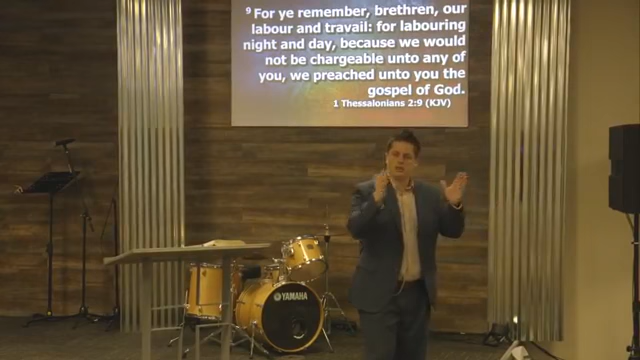 9 For ye remember, brethren, our
labour and travail: for labouring
night and day, because we would
not be chargeable unto any of
you, we preached unto you the
gospel of God.
1 Thessalonians 2:9 (KJV)
YAMAHA